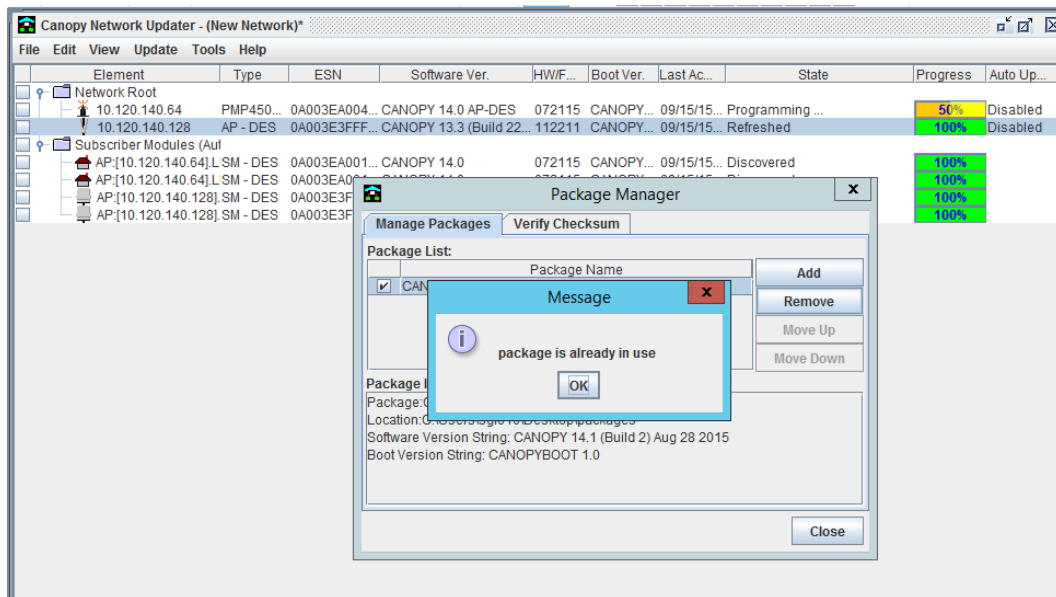 Canopy Network Updater - (New Network)*
File Edit View Update Tools Help
Element Type ESN Software Ver. HW/F... Boot Ver. Last Ac... State Progress Auto Up...
Network Root
10.120.140.64 PMP450... 0A003EA004... CANOPY 14.0 AP-DES 072115 CANOPY... 09/15/15... Programming ... 50% Disabled
10.120.140.128 AP - DES 0A003E3FFF... CANOPY 13.3 (Build 22... 112211 CANOPY... 09/15/15... Refreshed 100% Disabled
Subscriber Modules (Aut
AP:[10.120.140.64].L SM - DES 0A003EA001... CANOPY 14.0 072115 CANOPY... 09/15/15... Discovered 100%
AP:[10.120.140.64].L SM - DES 100%
AP:[10.120.140.128]. SM - DES 0A003E3F 100%
AP:[10.120.140.128]. SM - DES 0A003E3F 100%
Package Manager x
Manage Packages Verify Checksum
Package List:
Package Name
CAN
Add
Remove
Move Up
Move Down
Message x
i
package is already in use
OK
Package I
Package:
Software Version String: CANOPY 14.1 (Build 2) Aug 28 2015
Boot Version String: CANOPYBOOT 1.0
Close